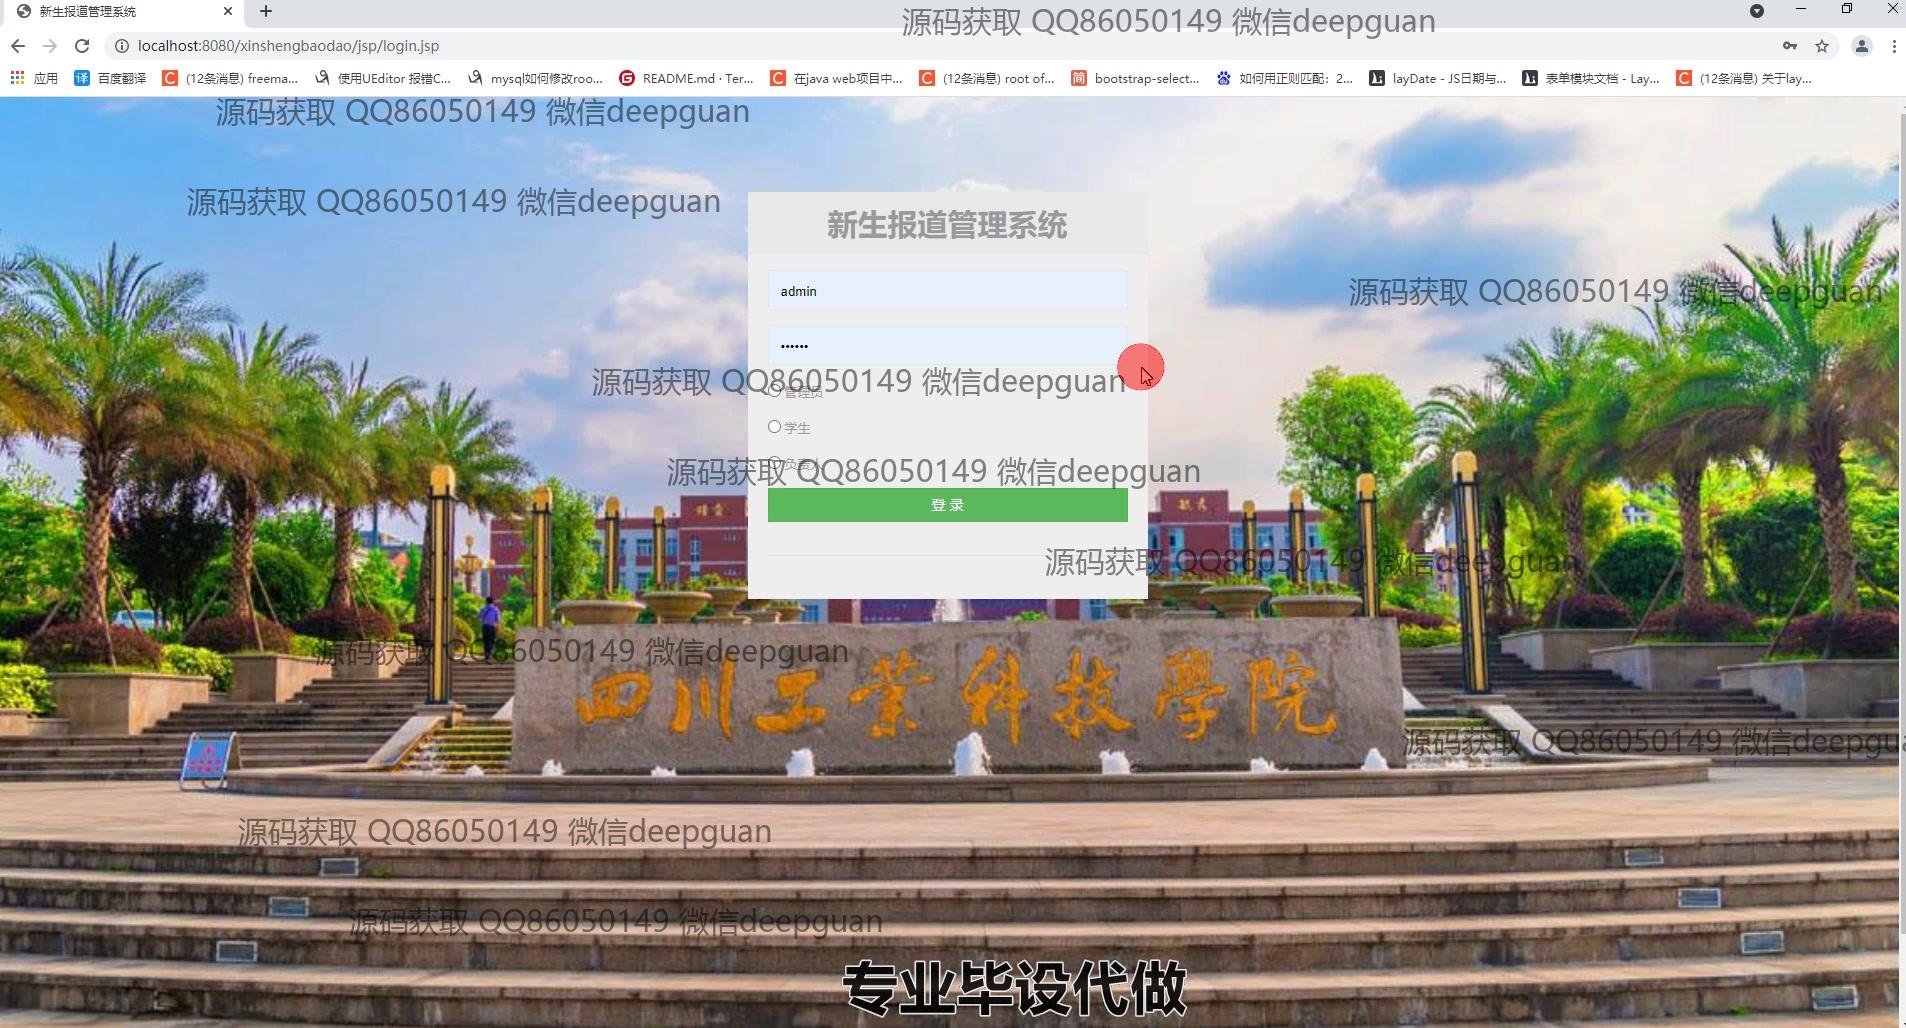 新生报道管理系统
源码获取 QQ86050149 微信deepguan
localhost:8080/xinshengbaodao/jsp/login.jsp
应用
百度翻译
(12条消息) freema...
使用UEditor 报错C...
mysql如何修改roo...
README.md · Ter...
在java web项目中...
(12条消息) root of...
bootstrap-select...
如何用正则匹配：2...
layDate - JS日期与...
表单模块文档 - Lay...
(12条消息) 关于lay...
源码获取 QQ86050149 微信deepguan
源码获取 QQ86050149 微信deepguan
新生报道管理系统
admin
源码获取 QQ86050149 微信deepguan
••••••
源码获取 QQ86050149 微信deepguan
管理员
学生
负责人
源码获取 QQ86050149 微信deepguan
登 录
源码获取 QQ86050149 微信deepguan
源码获取 QQ86050149 微信deepguan
四川工業科技學院
源码获取 QQ86050149 微信deepgua
源码获取 QQ86050149 微信deepguan
源码获取 QQ86050149 微信deepguan
专业毕设代做